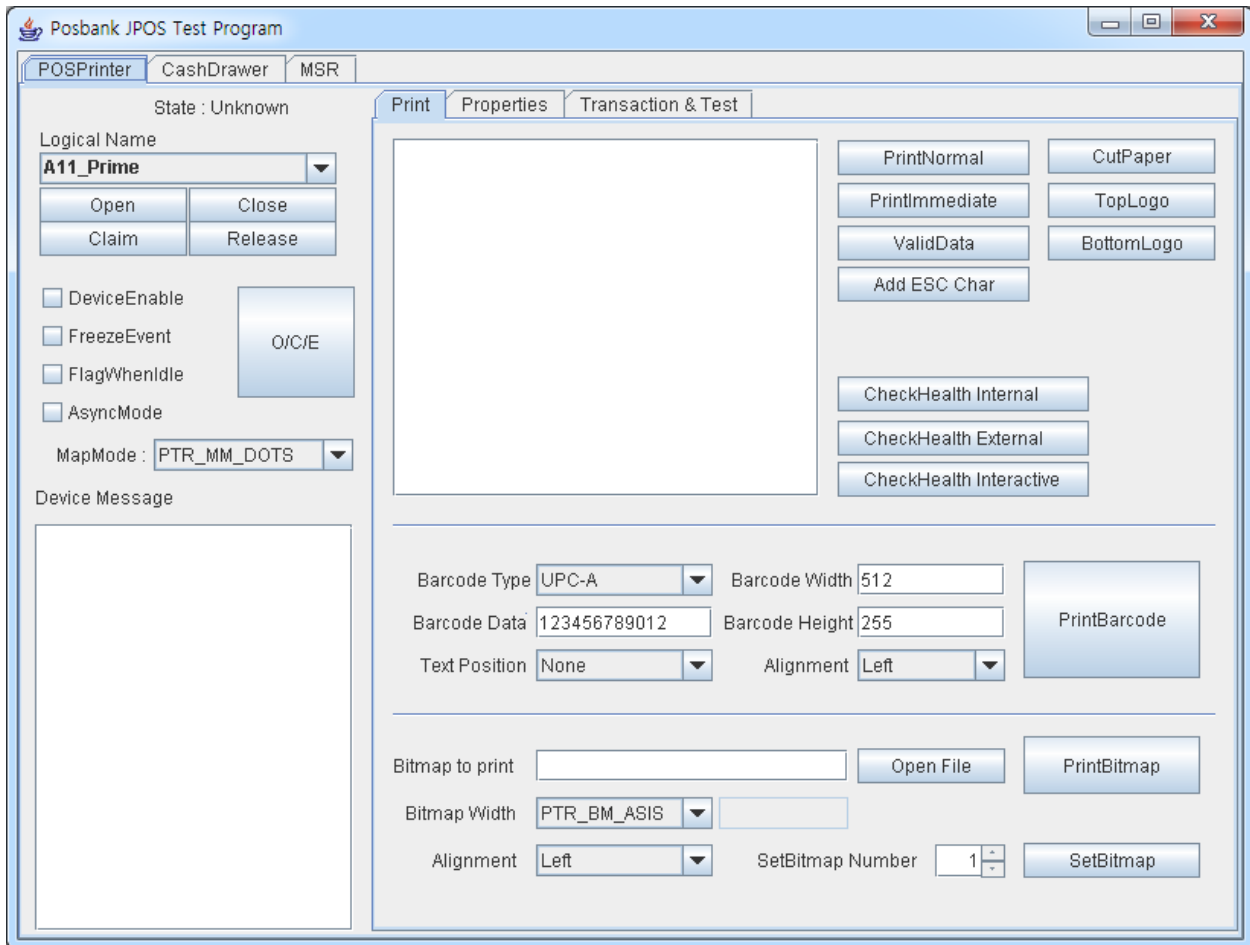 Posbank JPOS Test Program
POSPrinter CashDrawer MSR
State : Unknown
Logical Name
A11_Prime
Open Close
Claim Release
DeviceEnable
FreezeEvent
O/C/E
FlagWhenIdle
AsyncMode
MapMode : PTR_MM_DOTS
Device Message
Print Properties Transaction & Test
PrintNormal CutPaper
PrintImmediate TopLogo
ValidData BottomLogo
Add ESC Char
CheckHealth Internal
CheckHealth External
CheckHealth Interactive
Barcode Type UPC-A Barcode Width 512
Barcode Data 123456789012 Barcode Height 255
PrintBarcode
Text Position None Alignment Left
Bitmap to print Open File PrintBitmap
Bitmap Width PTR_BM_ASIS
Alignment Left SetBitmap Number 1 SetBitmap